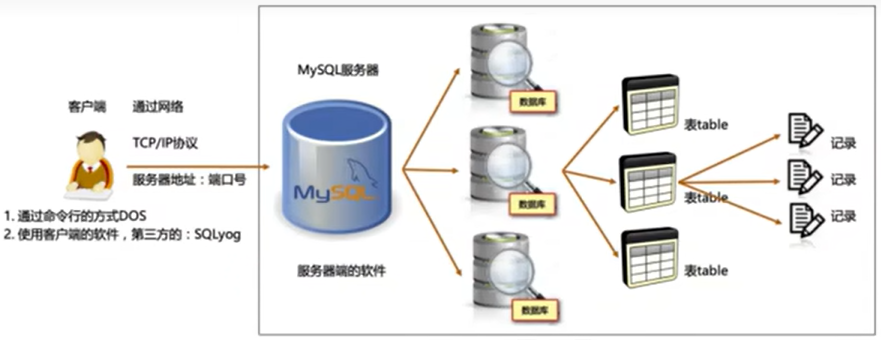 客户端
通过网络
TCP/IP协议
服务器地址：端口号
1. 通过命令行的方式DOS
2. 使用客户端的软件，第三方的：SQLyog
MySQL服务器
MySQL
服务器端的软件
数据库
数据库
数据库
表table
表table
表table
记录
记录
记录